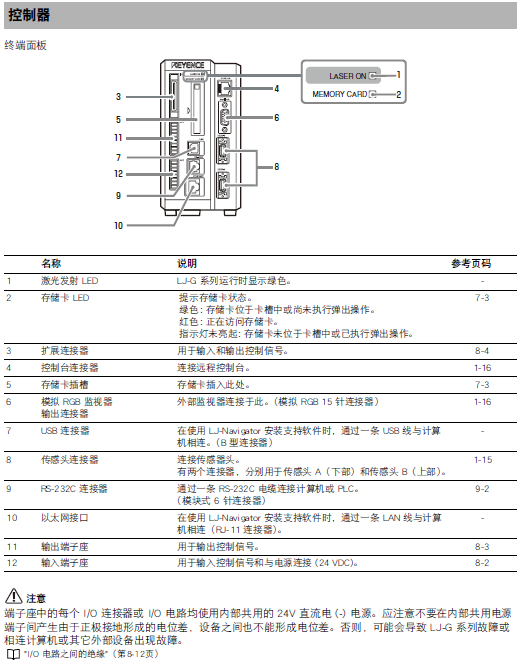 控制器
终端面板
KEYENCE
LASER ON
MEMORY CARD
1
2
3
4
5
6
11
7
12
8
9
10
名称 说明 参考页码
1 激光发射 LED LJ-G 系列运行时显示绿色。 -
2 存储卡 LED 提示存储卡状态。 7-3
绿色: 存储卡位于卡槽中或尚未执行弹出操作。
红色: 正在访问存储卡。
指示灯未亮起: 存储卡未位于卡槽中或已执行弹出操作。
3 扩展连接器 用于输入和输出控制信号。 8-4
4 控制台连接器 连接远程控制台。 1-16
5 存储卡插槽 存储卡插入此处。 7-3
6 模拟 RGB 监视器 外部监视器连接于此。(模拟 RGB 15 针连接器) 1-16
输出连接器
7 USB 连接器 在使用 LJ-Navigator 安装支持软件时，通过一条 USB 线与计算 -
机相连。(B 型连接器)
8 传感头连接器 连接传感器头。 1-15
有两个连接器，分别用于传感头 A（下部）和传感头 B（上部）。
9 RS-232C 连接器 通过一条 RS-232C 电缆连接计算机或 PLC。 9-2
(模块式 6 针连接器)
10 以太网接口 在使用 LJ-Navigator 安装支持软件时，通过一条 LAN 线与计算 -
机相连（RJ-11 连接器）。
11 输出端子座 用于输出控制信号。 8-3
12 输入端子座 用于输入控制信号和与电源连接 (24 VDC)。 8-2
注意
端子座中的每个 I/O 连接器或 I/O 电路均使用内部共用的 24V 直流电 (-) 电源。应注意不要在内部共用电源
端子间产生由于正极接地形成的电位差，设备之间也不能形成电位差。否则，可能会导致 LJ-G 系列故障或
相连计算机或其它外部设备出现故障。
"I/O 电路之间的绝缘"（第8-12页）